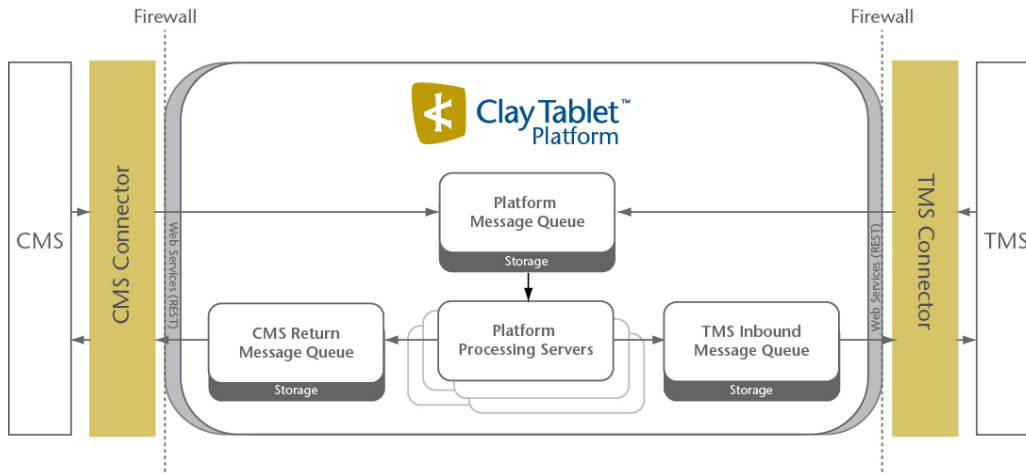 Firewall
Firewall
Clay Tablet™
Platform
CMS
CMS Connector
Web Services (REST)
Platform
Message Queue
Storage
Web Services (REST)
TMS Connector
TMS
CMS Return
Message Queue
Storage
Platform
Processing Servers
TMS Inbound
Message Queue
Storage